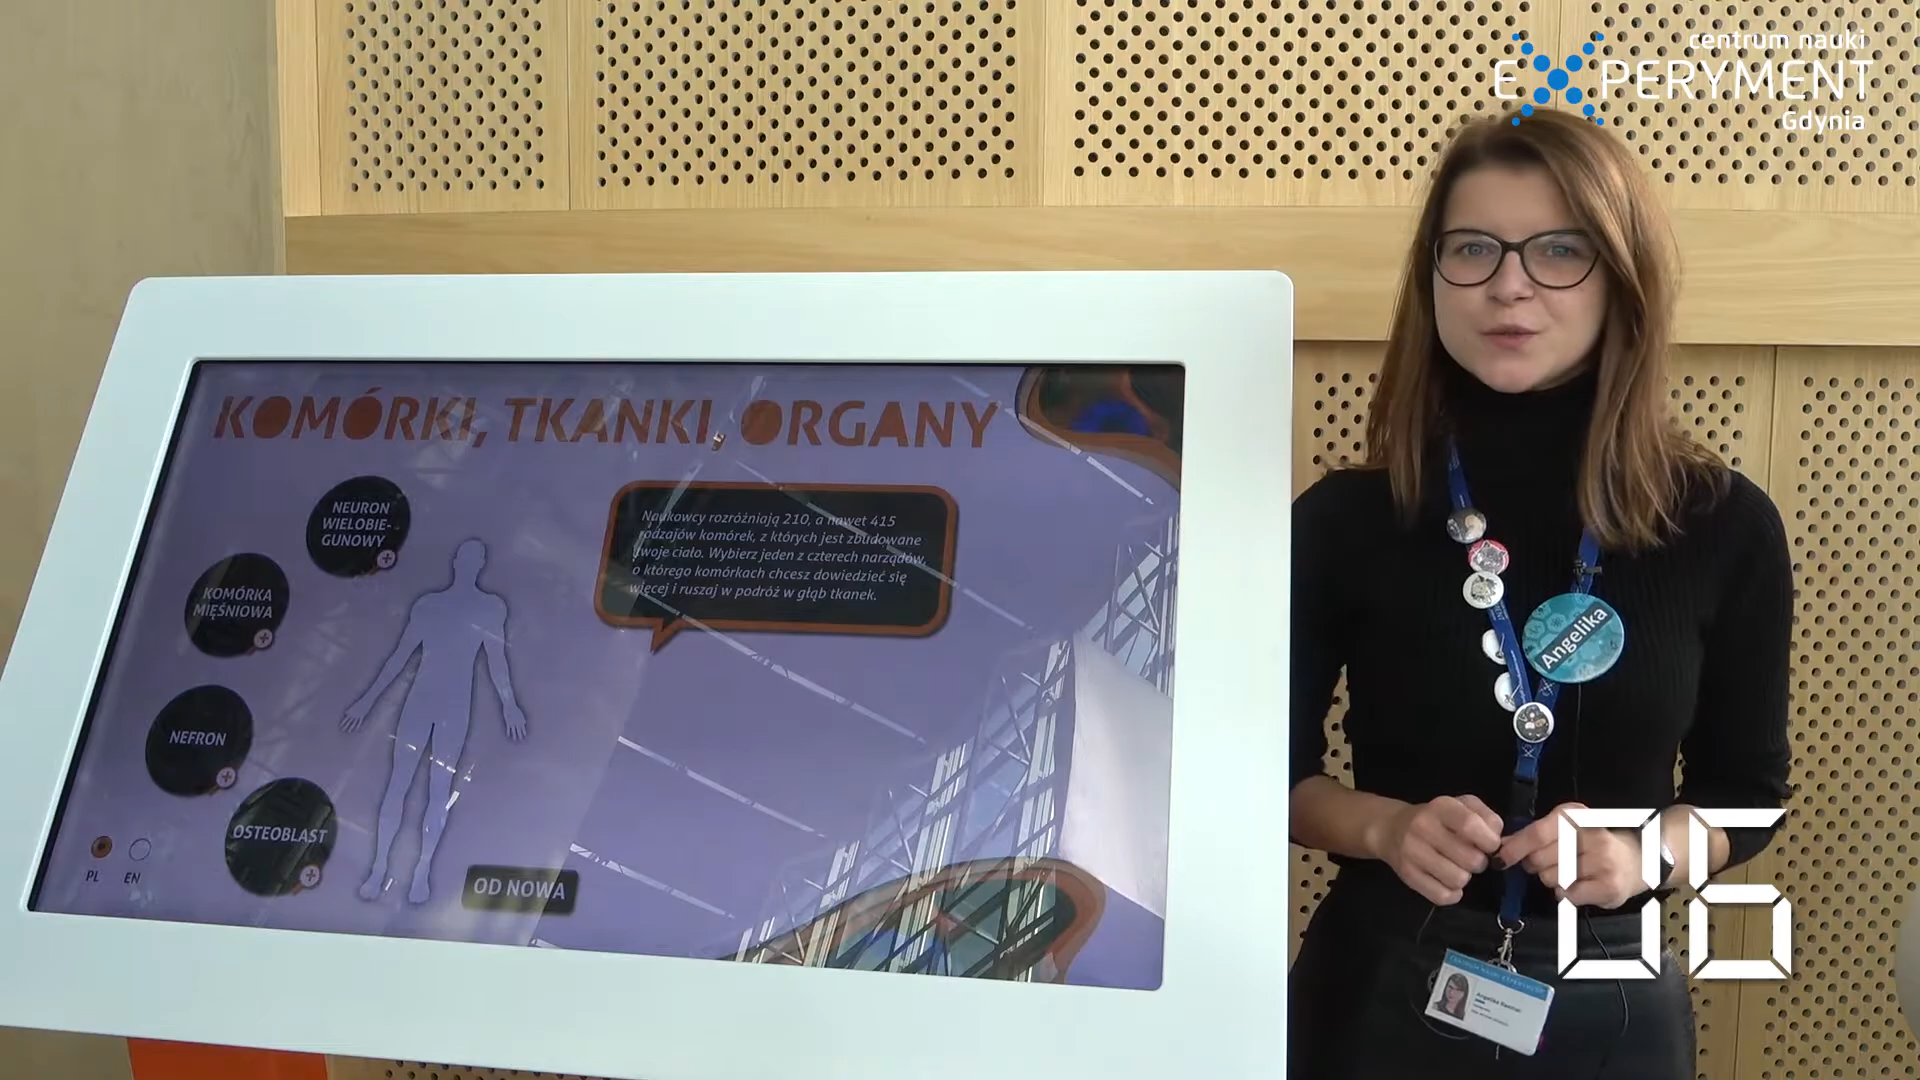 centrum nauki
EXPERYMENT
Gdynia
KOMÓRKI, TKANKI, ORGANY
NEURON
WIELOBIE-
GUNOWY
KOMÓRKA
MIĘŚNIOWA
NEFRON
OSTEOBLAST
Naukowcy rozróżniają 210, a nawet 415
rodzajów komórek, z których jest zbudowane
twoje ciało. Wybierz jeden z czterech narządów,
o którego komórkach chcesz dowiedzieć się
więcej i ruszaj w podróż w głąb tkanek.
PL
EN
OD NOWA
Angelika
06
Angelika